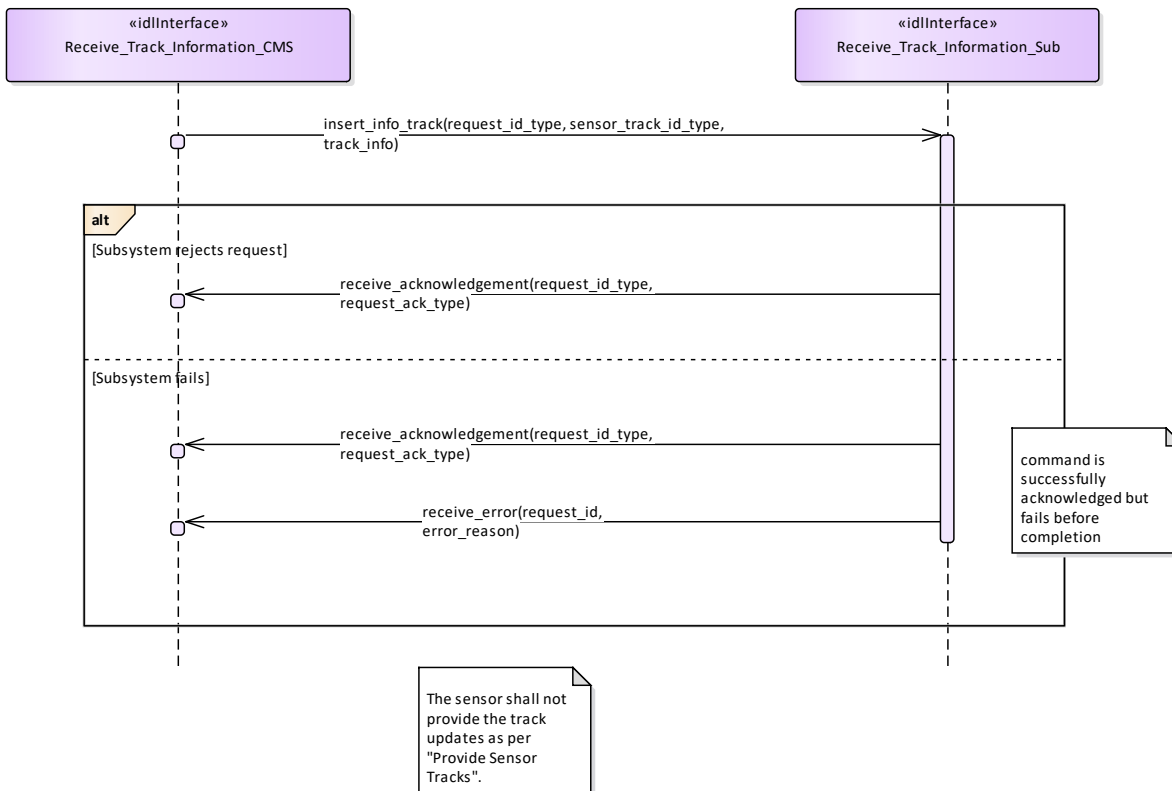 «idlInterface»
Receive_Track_Information_CMS
«idlInterface»
Receive_Track_Information_Sub
insert_info_track(request_id_type, sensor_track_id_type,
track_info)
alt
[Subsystem rejects request]
receive_acknowledgement(request_id_type,
request_ack_type)
[Subsystem fails]
receive_acknowledgement(request_id_type,
request_ack_type)
command is
successfully
acknowledged but
fails before
completion
receive_error(request_id,
error_reason)
The sensor shall not
provide the track
updates as per
"Provide Sensor
Tracks".